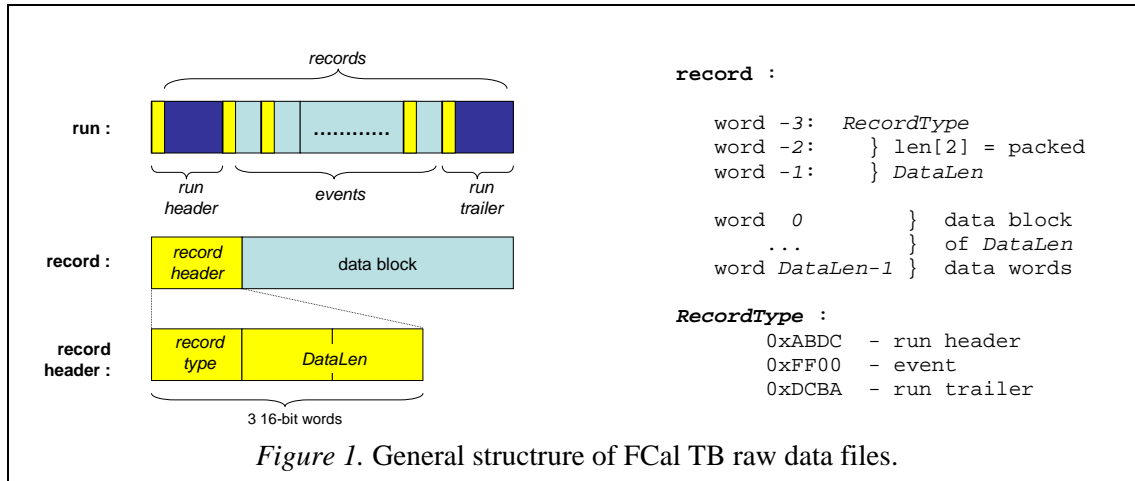 records
run :
............
run
header
events
run
trailer
record :
record
header
data block
record
header :
record
type
DataLen
3 16-bit words
record :
word -3: RecordType
word -2: } len[2] = packed
word -1: } DataLen
word 0 } data block
... } of DataLen
word DataLen-1 } data words
RecordType :
0xABDC - run header
0xFF00 - event
0xDCBA - run trailer
Figure 1. General structrure of FCal TB raw data files.